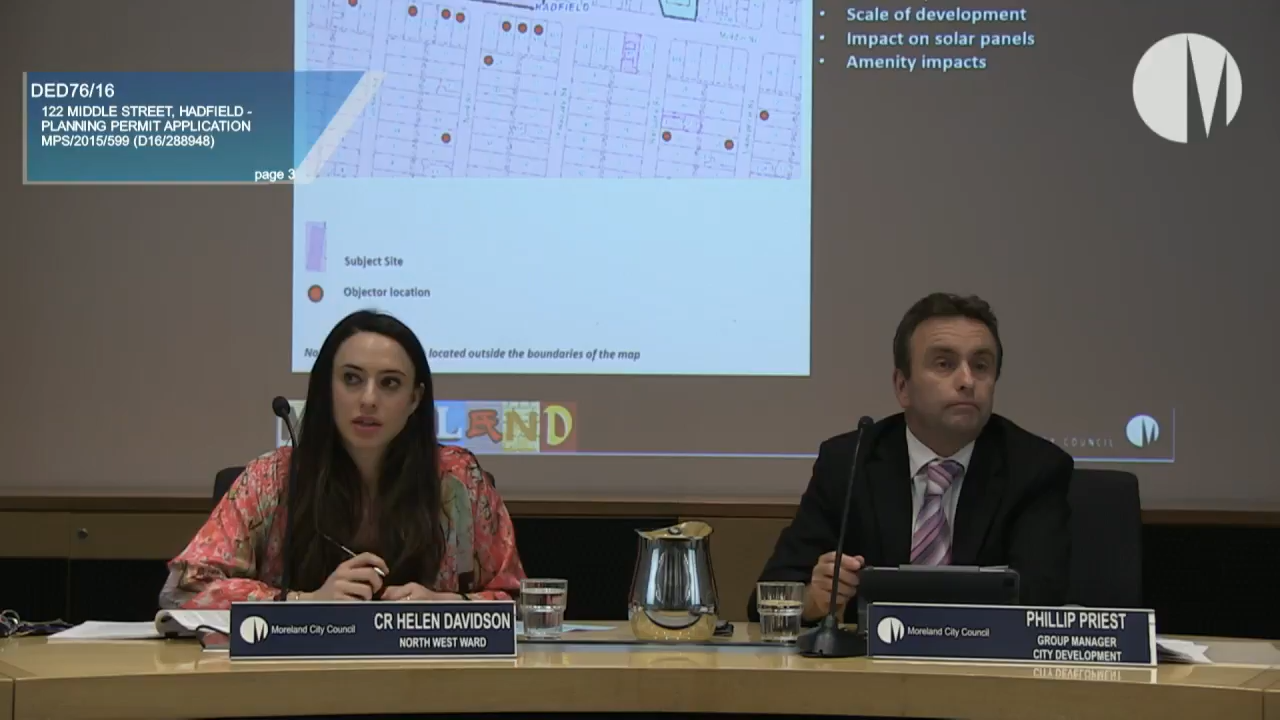 HADFIELD
• Scale of development
• Impact on solar panels
• Amenity impacts
DED76/16
122 MIDDLE STREET, HADFIELD -
PLANNING PERMIT APPLICATION
MPS/2015/599 (D16/288948)
page 3
Subject Site
Objector location
located outside the boundaries of the map
LAND
COUNCIL
Moreland City Council
CR HELEN DAVIDSON
NORTH WEST WARD
Moreland City Council
PHILLIP PRIEST
GROUP MANAGER
CITY DEVELOPMENT